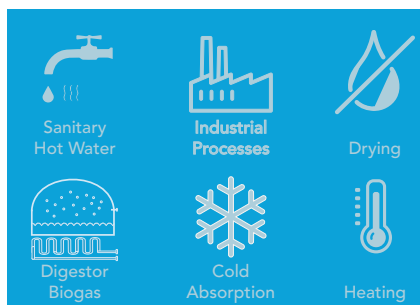 Sanitary
Hot Water
Industrial
Processes
Drying
Digestor
Biogas
Cold
Absorption
Heating